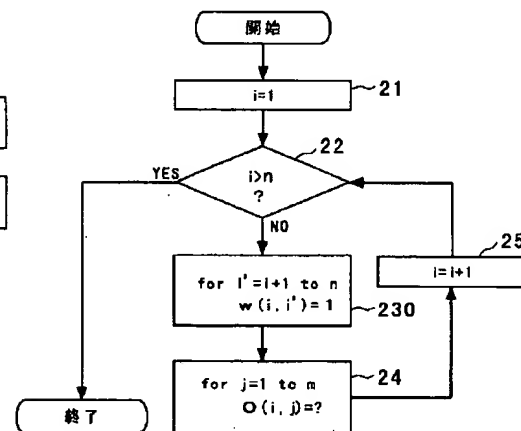 開始
i=1
21
22
YES
i>n
?
NO
25
i=i+1
for i'=i+1 to n
w(i, i')=1
230
for j=1 to m
O(i, j)=?
24
終了